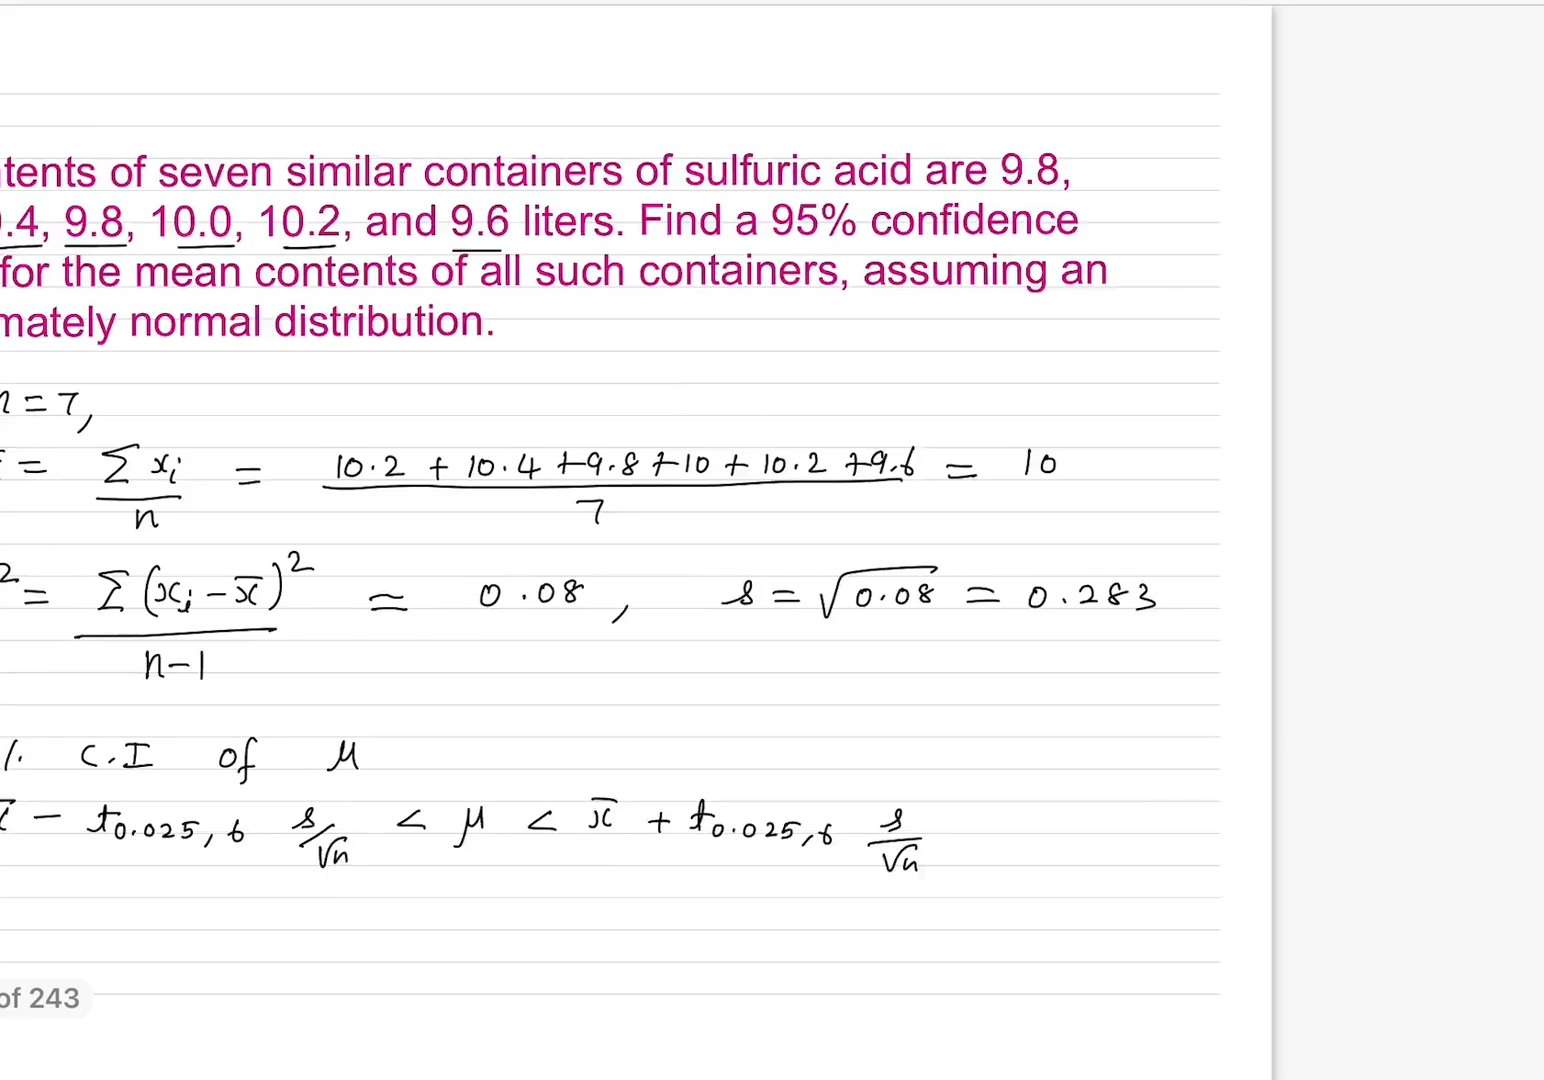 tents of seven similar containers of sulfuric acid are 9.8,
.4, 9.8, 10.0, 10.2, and 9.6 liters. Find a 95% confidence
for the mean contents of all such containers, assuming an
mately normal distribution.
n = 7,
= Σ xi / n = 10.2 + 10.4 + 9.8 + 10 + 10.2 + 9.6 / 7 = 10
2 = Σ (xi - x̄)^2 / n-1 = 0.08, s = √0.08 = 0.283
%. C.I of μ
x̄ - t0.025, 6 s/√n < μ < x̄ + t0.025, 6 s/√n
of 243